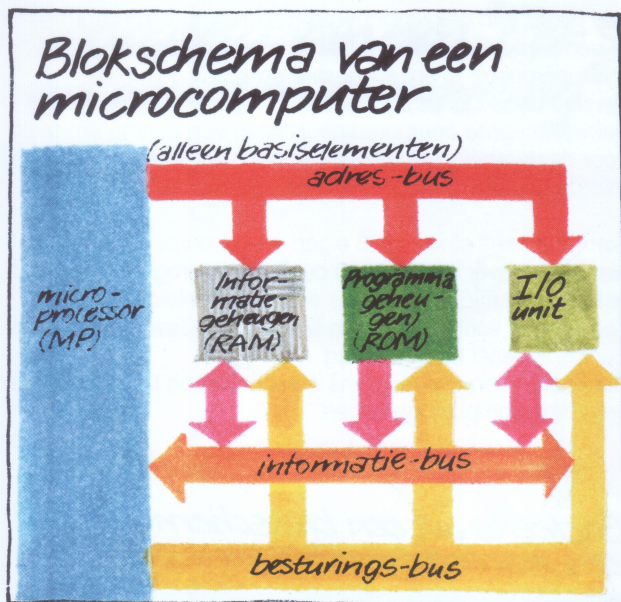 Blokschema van een
microcomputer
(alleen basiselementen)
adres-bus
micro-
processor
(MP)
Infor-
matie-
geheugen
(RAM)
Programma
geheu-
gen)
(ROM)
I/O
unit
informatie-bus
besturings-bus